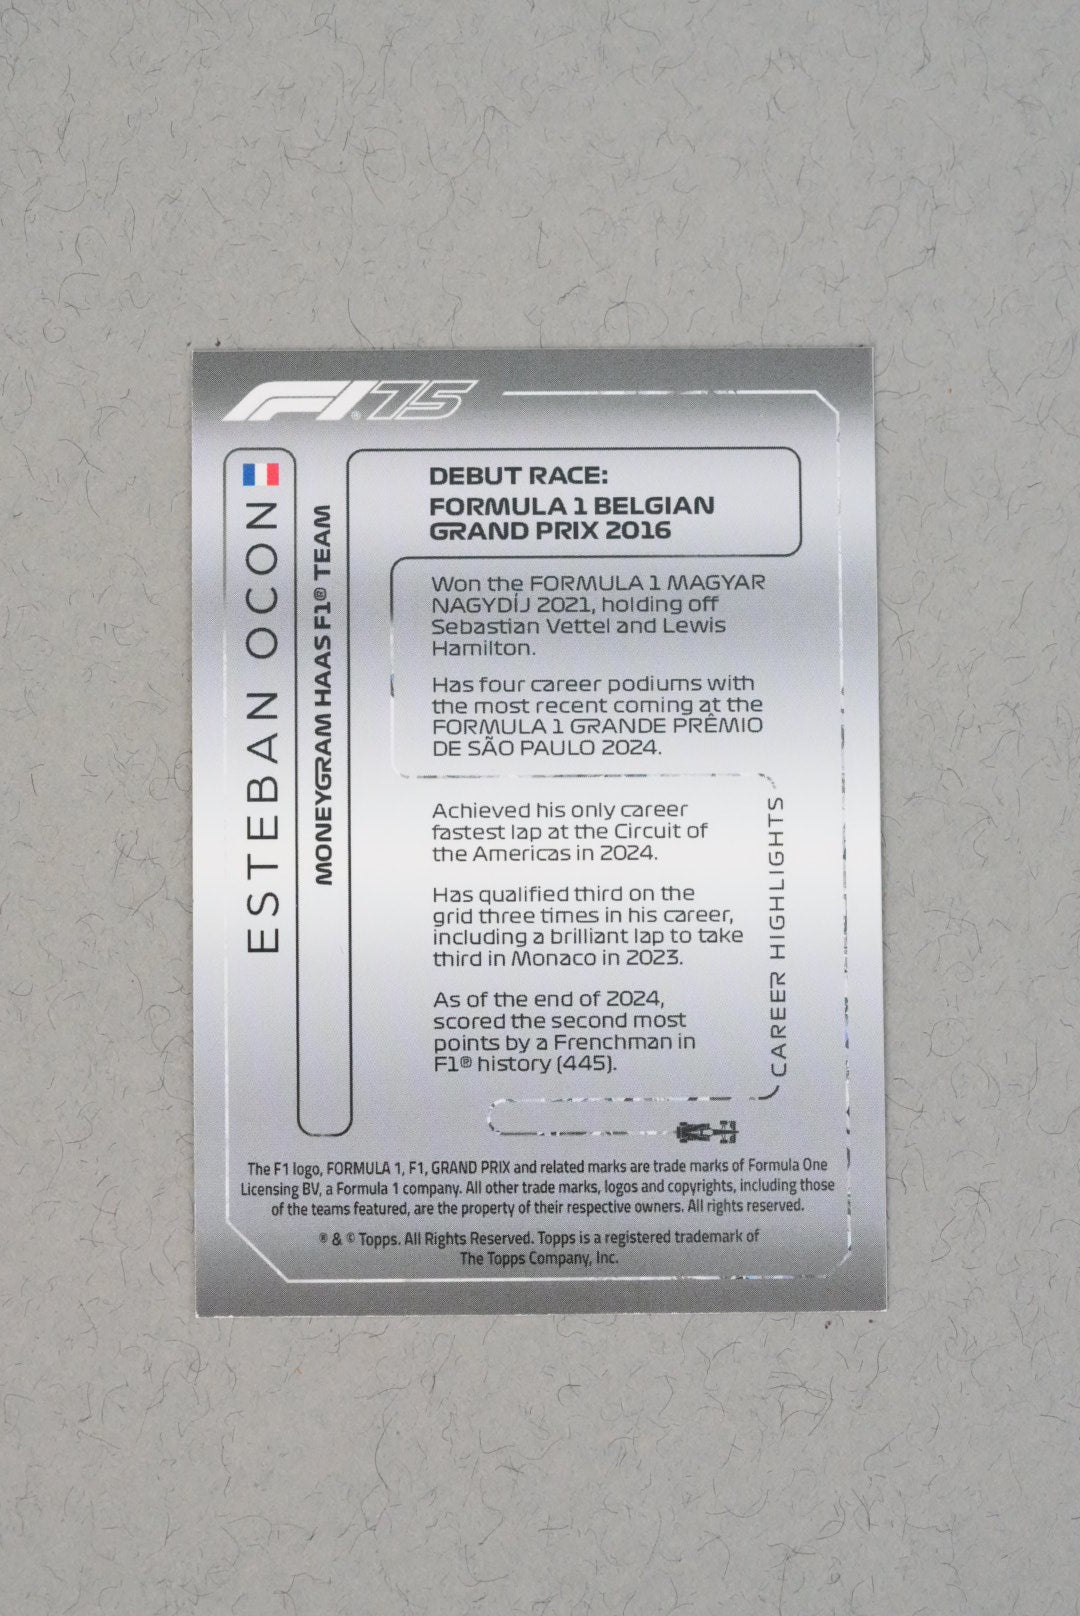 F1® 75
ESTEBAN OCON
MONEYGRAM HAAS F1® TEAM
DEBUT RACE:
FORMULA 1 BELGIAN
GRAND PRIX 2016
Won the FORMULA 1 MAGYAR
NAGYDÍJ 2021, holding off
Sebastian Vettel and Lewis
Hamilton.
Has four career podiums with
the most recent coming at the
FORMULA 1 GRANDE PRÊMIO
DE SÃO PAULO 2024.
Achieved his only career
fastest lap at the Circuit of
the Americas in 2024.
Has qualified third on the
grid three times in his career,
including a brilliant lap to take
third in Monaco in 2023.
As of the end of 2024,
scored the second most
points by a Frenchman in
F1® history (445).
CAREER HIGHLIGHTS
The F1 logo, FORMULA 1, F1, GRAND PRIX and related marks are trade marks of Formula One
Licensing BV, a Formula 1 company. All other trade marks, logos and copyrights, including those
of the teams featured, are the property of their respective owners. All rights reserved.
® & © Topps. All Rights Reserved. Topps is a registered trademark of
The Topps Company, Inc.